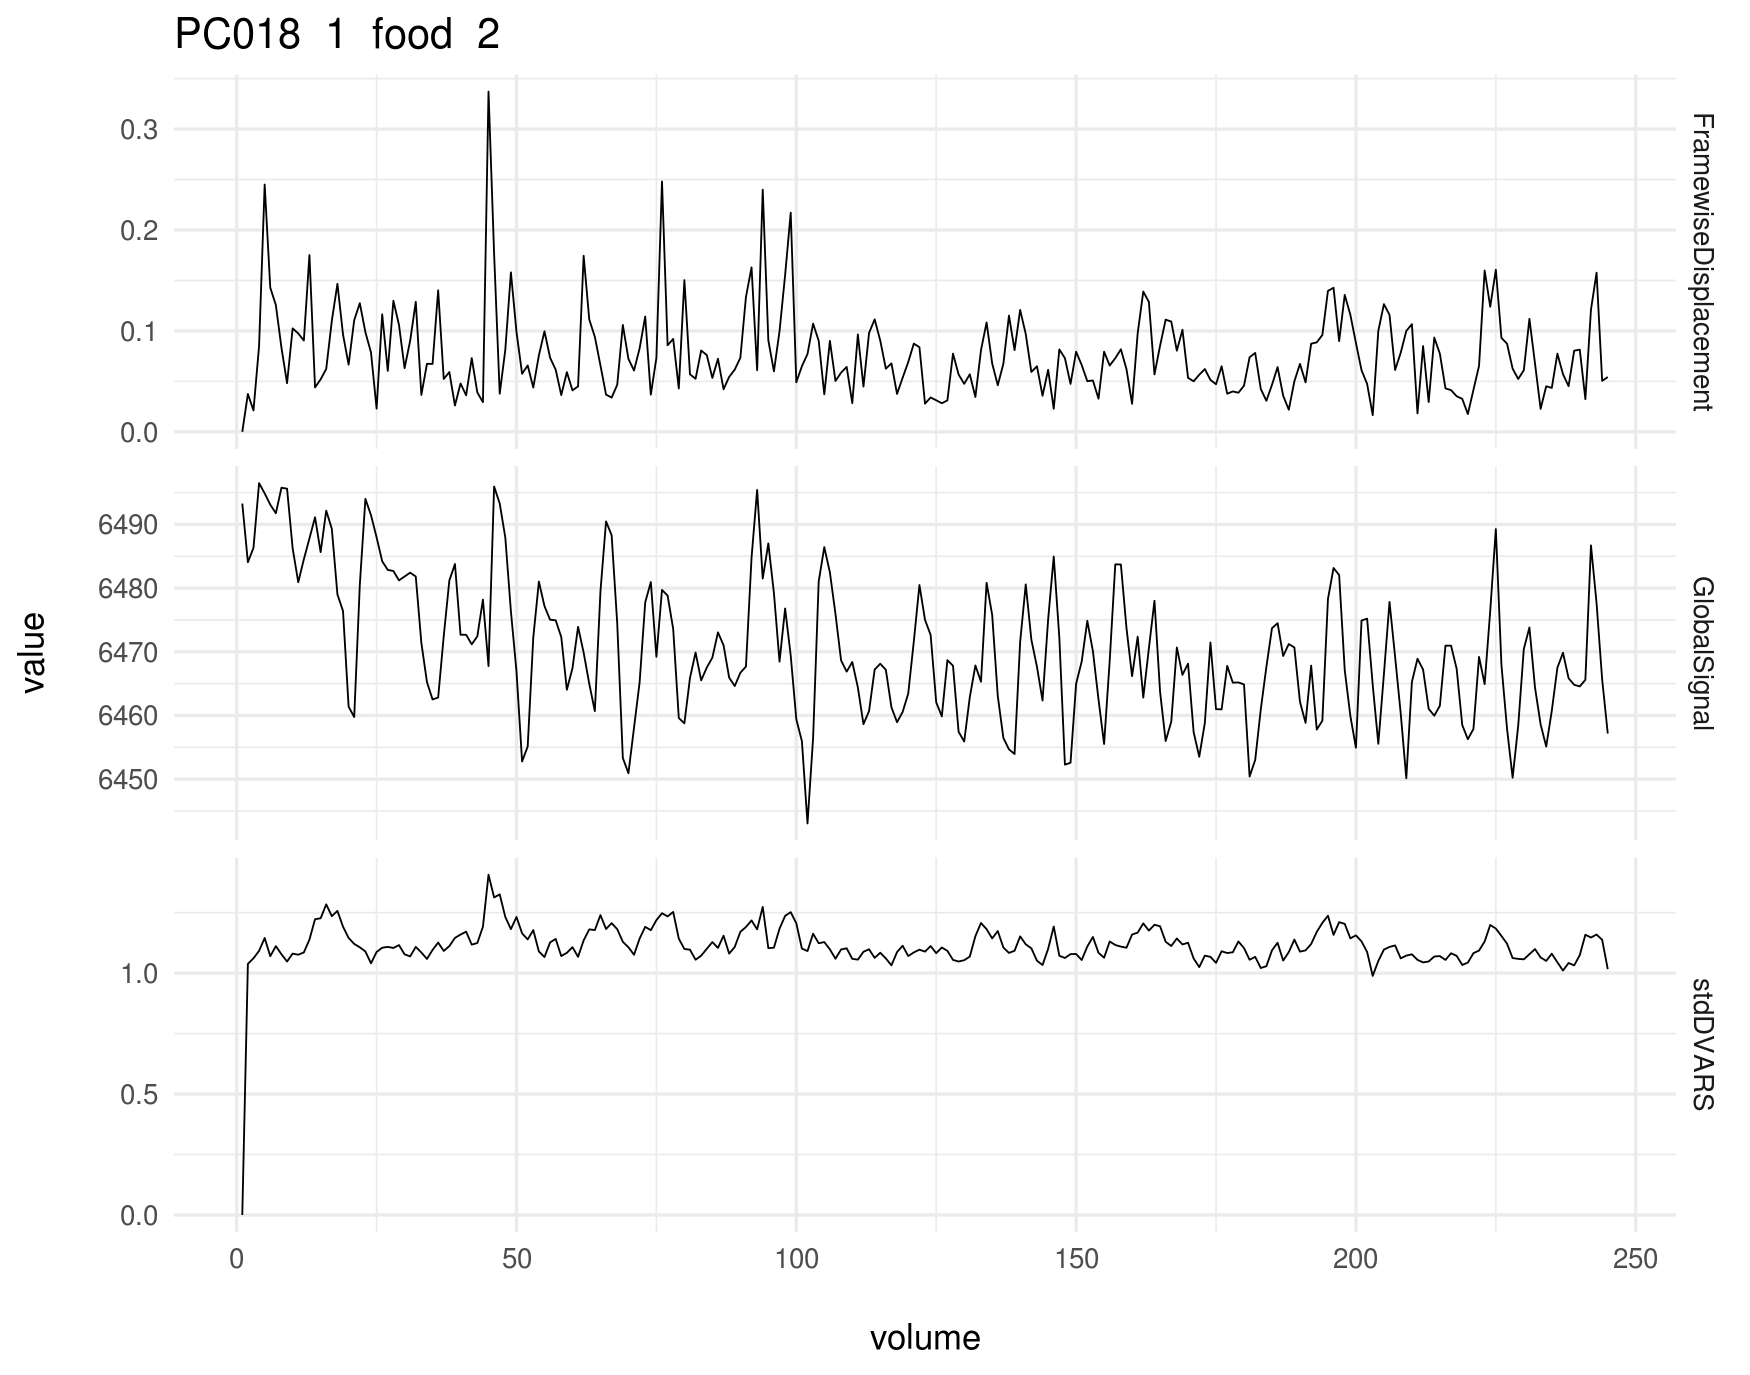 PC018 1 food 2
0.3
0.2
0.1
0.0
FramewiseDisplacement
6490
6480
6470
6460
6450
GlobalSignal
1.0
0.5
0.0
stdDVARS
value
0 50 100 150 200 250
volume